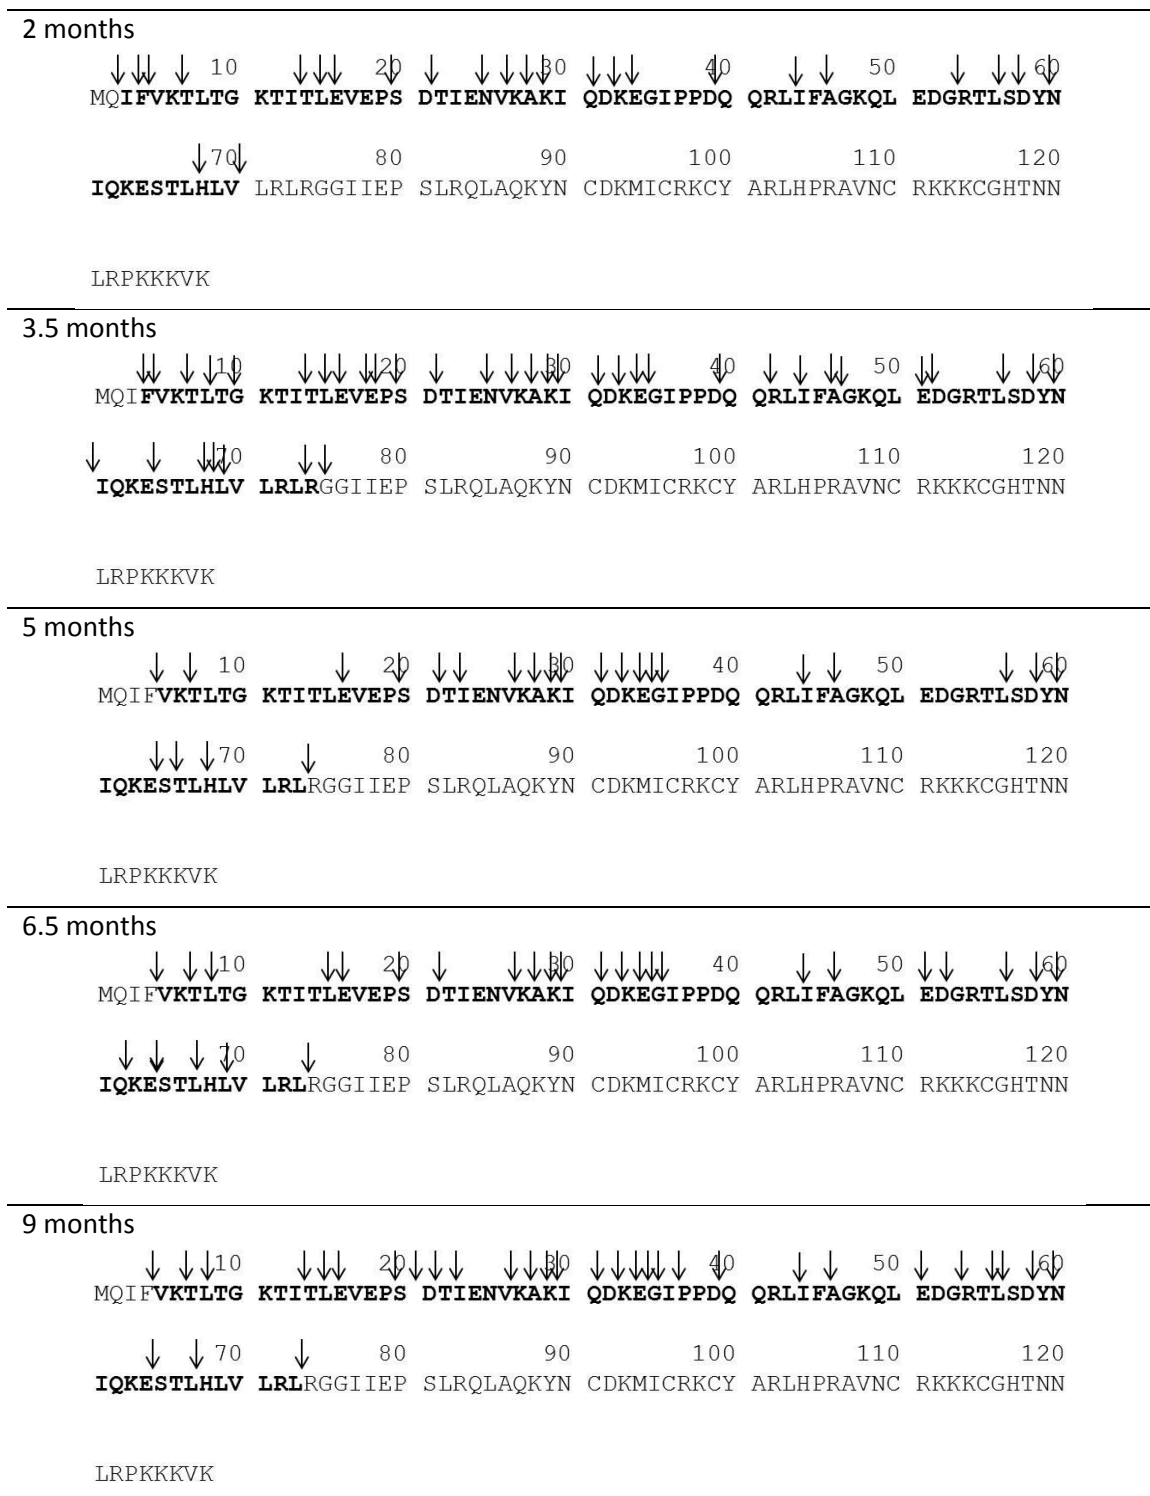 2 months
10 20 30 40 50 60
MQIFVKTLTG KTITLEVEPS DTIENVKAKI QDKEGIPPDQ QRLIFAGKQL EDGRTLSDYN
70 80 90 100 110 120
IQKESTLHLV LRLRGGIIEP SLRQLAQKYN CDKMICRKCY ARLHPRAVNC RKKKCGHTNN
LRPKKKVK
3.5 months
10 20 30 40 50 60
MQIFVKTLTG KTITLEVEPS DTIENVKAKI QDKEGIPPDQ QRLIFAGKQL EDGRTLSDYN
70 80 90 100 110 120
IQKESTLHLV LRLRGGIIEP SLRQLAQKYN CDKMICRKCY ARLHPRAVNC RKKKCGHTNN
LRPKKKVK
5 months
10 20 30 40 50 60
MQIFVKTLTG KTITLEVEPS DTIENVKAKI QDKEGIPPDQ QRLIFAGKQL EDGRTLSDYN
70 80 90 100 110 120
IQKESTLHLV LRLRGGIIEP SLRQLAQKYN CDKMICRKCY ARLHPRAVNC RKKKCGHTNN
LRPKKKVK
6.5 months
10 20 30 40 50 60
MQIFVKTLTG KTITLEVEPS DTIENVKAKI QDKEGIPPDQ QRLIFAGKQL EDGRTLSDYN
70 80 90 100 110 120
IQKESTLHLV LRLRGGIIEP SLRQLAQKYN CDKMICRKCY ARLHPRAVNC RKKKCGHTNN
LRPKKKVK
9 months
10 20 30 40 50 60
MQIFVKTLTG KTITLEVEPS DTIENVKAKI QDKEGIPPDQ QRLIFAGKQL EDGRTLSDYN
70 80 90 100 110 120
IQKESTLHLV LRLRGGIIEP SLRQLAQKYN CDKMICRKCY ARLHPRAVNC RKKKCGHTNN
LRPKKKVK